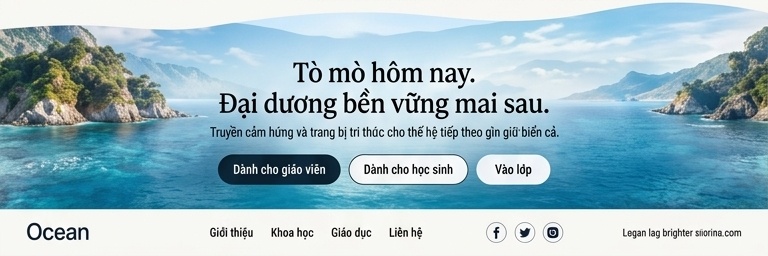 Tò mò hôm nay.
Đại dương bền vững mai sau.
Truyền cảm hứng và trang bị tri thức cho thế hệ tiếp theo gìn giữ biển cả.
Dành cho giáo viên Dành cho học sinh Vào lớp
Ocean Giới thiệu Khoa học Giáo dục Liên hệ Legan lag brighter siiorina.com